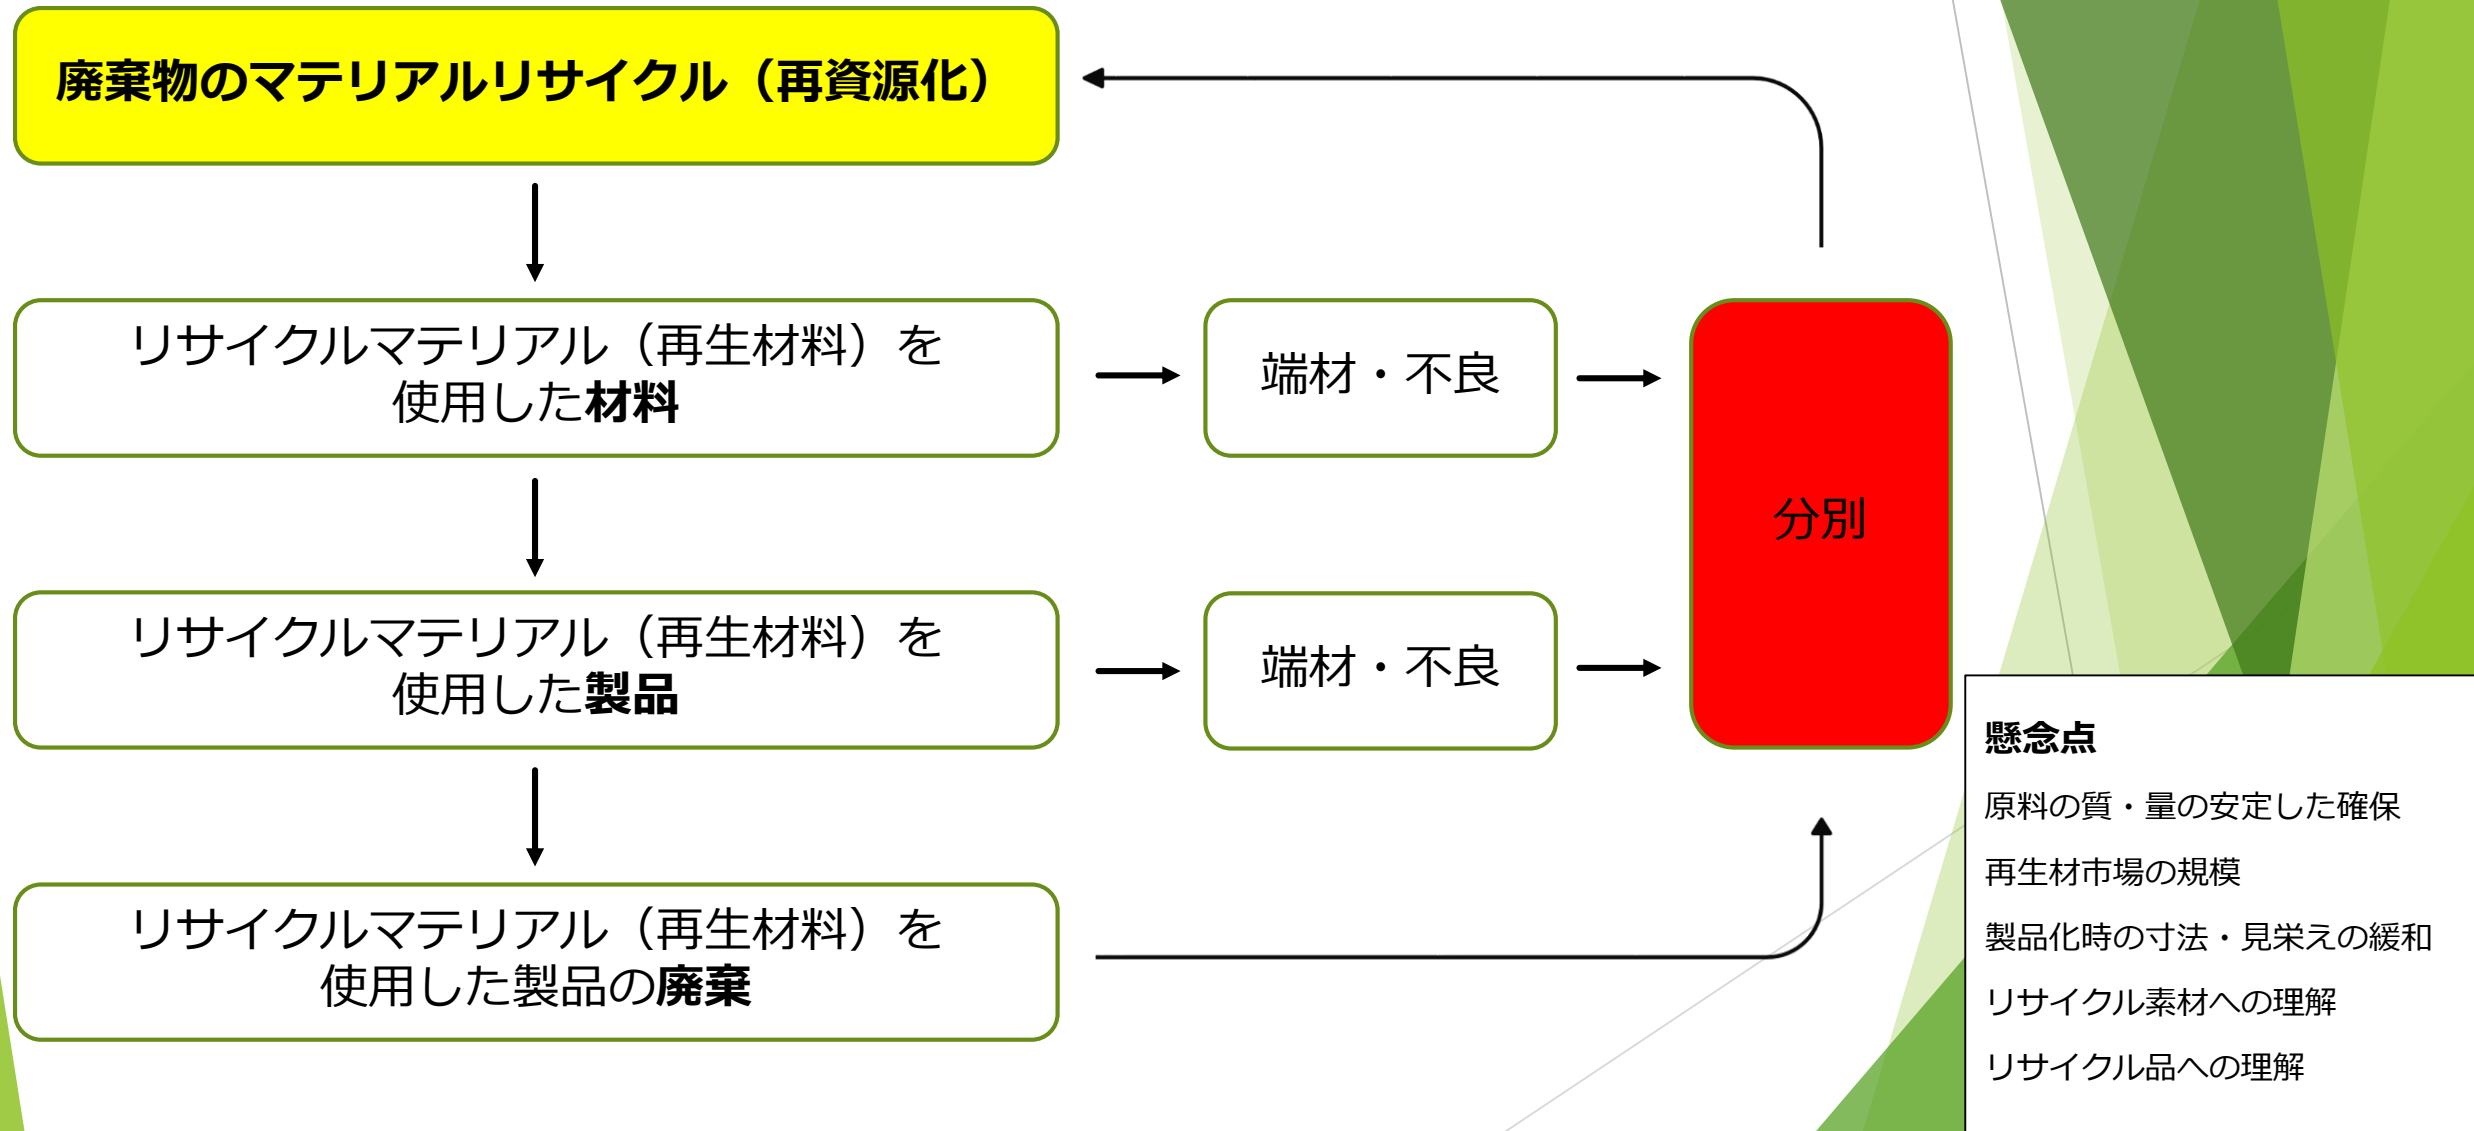 廃棄物のマテリアルリサイクル（再資源化）
リサイクルマテリアル（再生材料）を
使用した材料
端材・不良
分別
リサイクルマテリアル（再生材料）を
使用した製品
端材・不良
リサイクルマテリアル（再生材料）を
使用した製品の廃棄
懸念点
原料の質・量の安定した確保
再生材市場の規模
製品化時の寸法・見栄えの緩和
リサイクル素材への理解
リサイクル品への理解